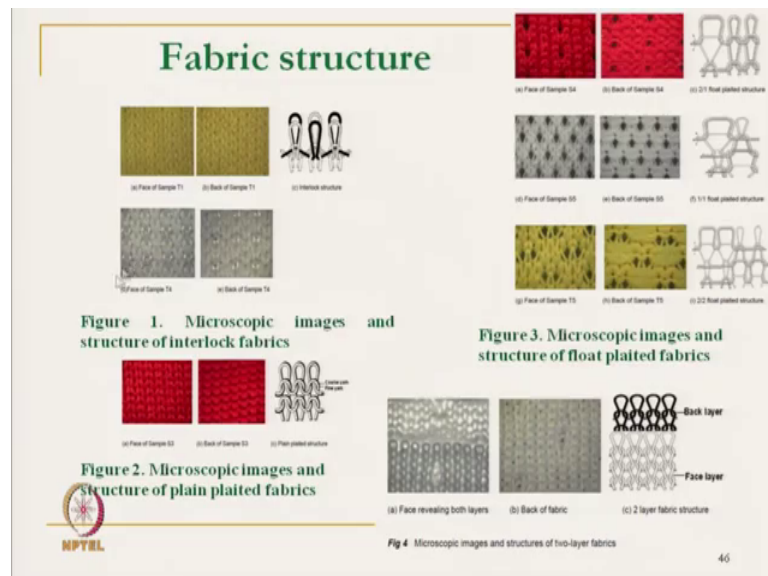 Fabric structure
(a) Face of Sample T1
(b) Back of Sample T1
(c) Interlock structure
Face of Sample T4
(e) Back of Sample T4
Figure 1. Microscopic images and
structure of interlock fabrics
(a) Face of Sample S3
(b) Back of Sample S3
(c) Plain plaited structure
Figure 2. Microscopic images and
structure of plain plaited fabrics
NPTEL
(a) Face of Sample S4
(b) Back of Sample S4
(c) 2/1 float plaited structure
(d) Face of Sample S5
(e) Back of Sample S5
(f) 1/1 float plaited structure
(g) Face of Sample T5
(h) Back of Sample T5
(i) 2/2 float plaited structure
Figure 3. Microscopic images and
structure of float plaited fabrics
Back layer
Face layer
(a) Face revealing both layers
(b) Back of fabric
(c) 2 layer fabric structure
Fig 4 Microscopic images and structures of two-layer fabrics
46